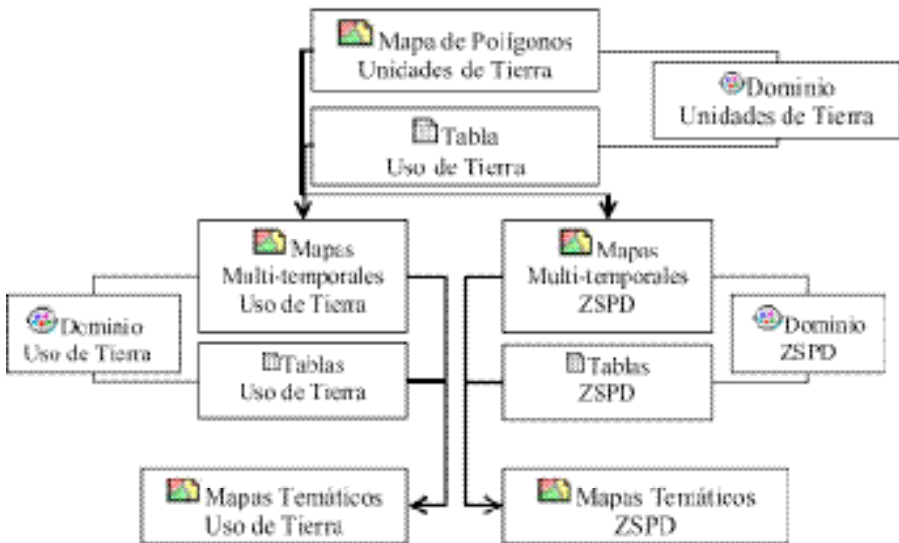 Mapa de Polígonos
Unidades de Tierra
Dominio
Unidades de Tierra
Tabla
Uso de Tierra
Mapas
Multi-temporales
Uso de Tierra
Mapas
Multi-temporales
ZSPD
Dominio
Uso de Tierra
Dominio
ZSPD
Tablas
Uso de Tierra
Tablas
ZSPD
Mapas Temáticos
Uso de Tierra
Mapas Temáticos
ZSPD